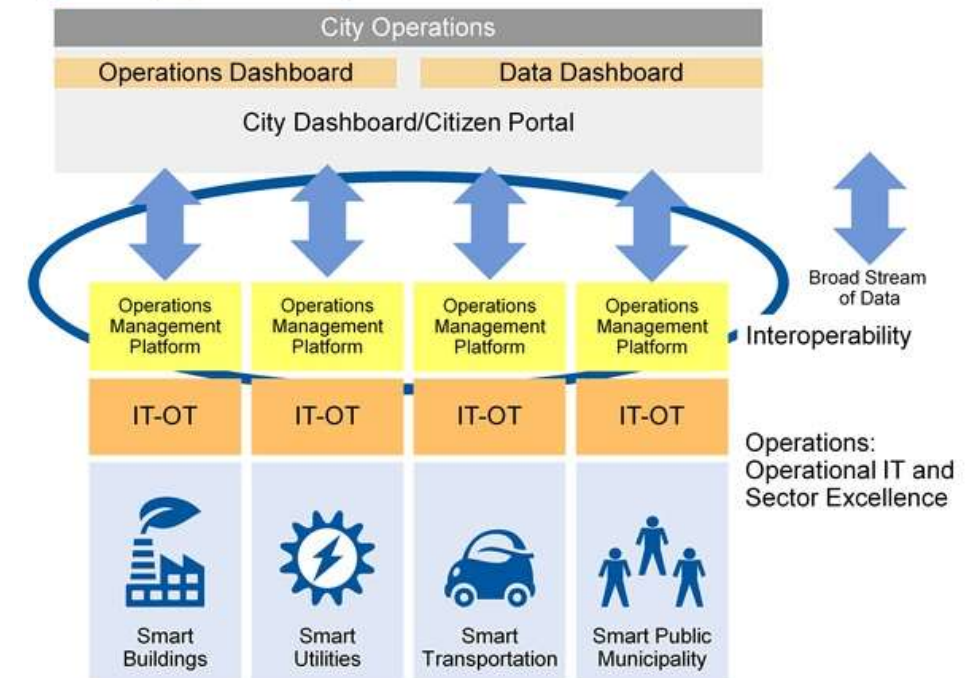 City Operations
Operations Dashboard
Data Dashboard
City Dashboard/Citizen Portal
Broad Stream
of Data
Operations
Management
Platform
Operations
Management
Platform
Operations
Management
Platform
Operations
Management
Platform
Interoperability
IT-OT
IT-OT
IT-OT
IT-OT
Operations:
Operational IT and
Sector Excellence
Smart
Buildings
Smart
Utilities
Smart
Transportation
Smart Public
Municipality